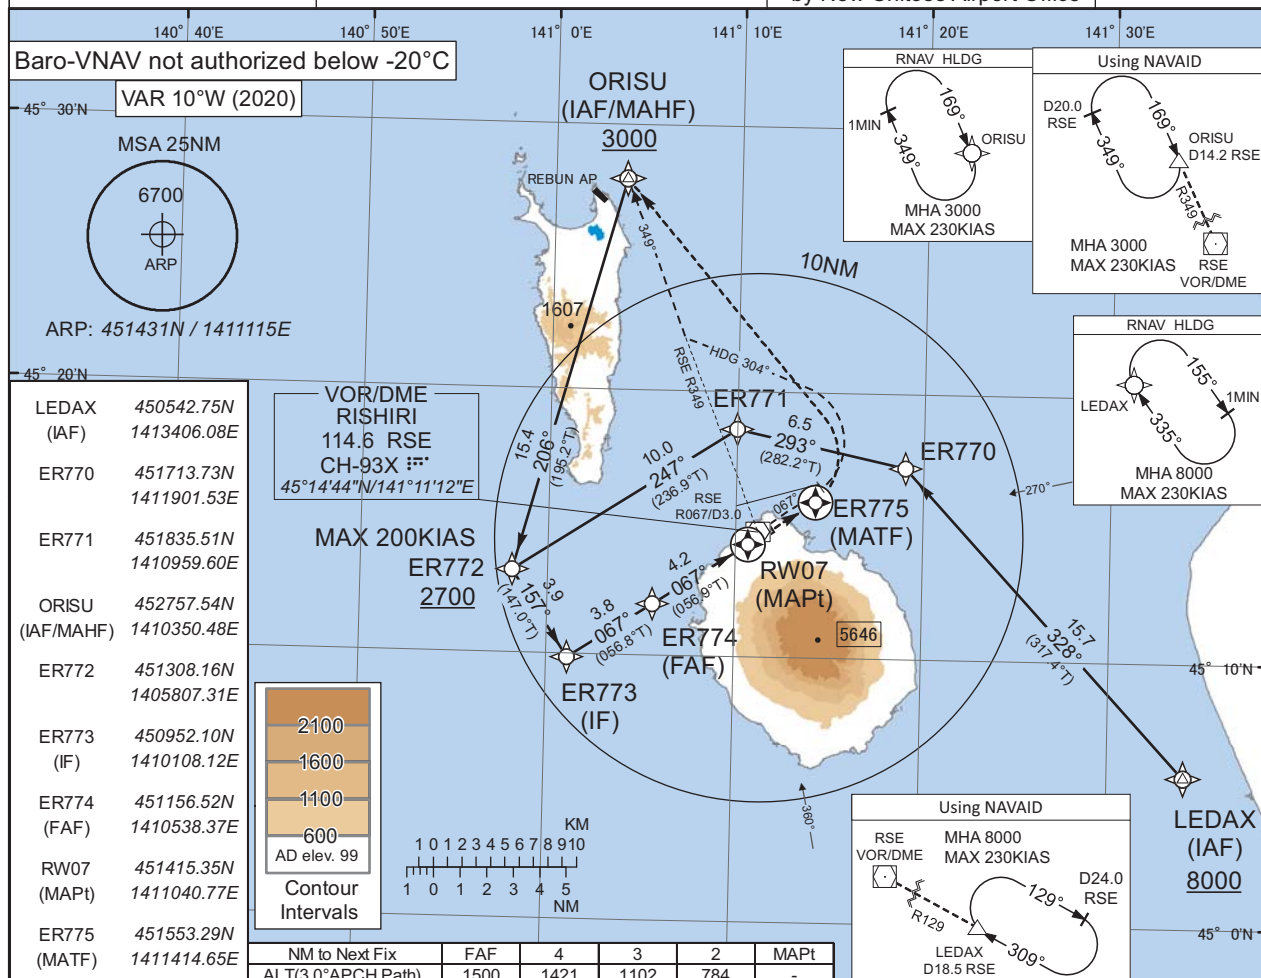 by New Chitose Airport Office
140° 40'E
140° 50'E
141° 0'E
141° 10'E
141° 20'E
141° 30'E
Baro-VNAV not authorized below -20°C
VAR 10°W (2020)
45° 30'N
MSA 25NM
6700
ARP
ARP: 451431N / 1411115E
45° 20'N
ORISU
(IAF/MAHF)
3000
REBUN AP
1607
349°
RSE R349
HDG 304°
10NM
RNAV HLDG
169°
349°
1MIN
ORISU
MHA 3000
MAX 230KIAS
Using NAVAID
D20.0
RSE
169°
349°
ORISU
D14.2 RSE
R349
MHA 3000
MAX 230KIAS
RSE
VOR/DME
RNAV HLDG
155°
335°
1MIN
LEDAX
MHA 8000
MAX 230KIAS
VOR/DME
RISHIRI
114.6 RSE
CH-93X
45°14'44"N/141°11'12"E
15.4
206°
(195.2°T)
ER771
6.5
293°
(282.2°T)
10.0
247°
(236.9°T)
ER770
270°
RSE
R067/D3.0
067°
ER775
(MATF)
MAX 200KIAS
ER772
2700
3.9
157°
(147.0°T)
4.2
067°
(056.9°T)
3.8
067°
(056.8°T)
RW07
(MAPt)
ER774
(FAF)
ER773
(IF)
5646
15.7
328°
(317.4°T)
45° 10'N
360°
LEDAX
(IAF)
8000
LEDAX 450542.75N
(IAF) 1413406.08E
ER770 451713.73N
1411901.53E
ER771 451835.51N
1410959.60E
ORISU 452757.54N
(IAF/MAHF) 1410350.48E
ER772 451308.16N
1405807.31E
ER773 450952.10N
(IF) 1410108.12E
ER774 451156.52N
(FAF) 1410538.37E
RW07 451415.35N
(MAPt) 1411040.77E
ER775 451553.29N
(MATF) 1411414.65E
2100
1600
1100
600
AD elev. 99
Contour
Intervals
KM
1 0 1 2 3 4 5 6 7 8 9 10
1 0 1 2 3 4 5
NM
Using NAVAID
RSE
VOR/DME
MHA 8000
MAX 230KIAS
129°
309°
D24.0
RSE
R129
LEDAX
D18.5 RSE
45° 0'N
NM to Next Fix FAF 4 3 2 MAPt
ALT(3.0°APCH Path) 1500 1421 1102 784 -